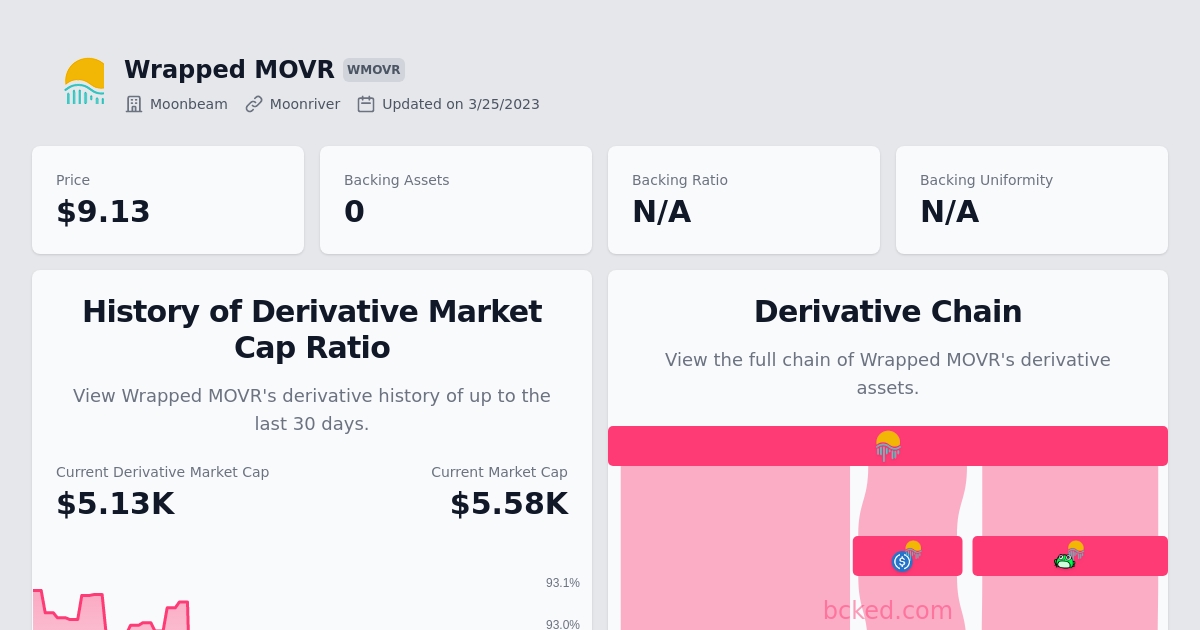 Wrapped MOVR WMOVR
Moonbeam Moonriver Updated on 3/25/2023
Price
$9.13
Backing Assets
0
Backing Ratio
N/A
Backing Uniformity
N/A
History of Derivative Market
Cap Ratio
View Wrapped MOVR's derivative history of up to the
last 30 days.
Current Derivative Market Cap
$5.13K
Current Market Cap
$5.58K
93.1%
93.0%
Derivative Chain
View the full chain of Wrapped MOVR's derivative
assets.
bcked.com